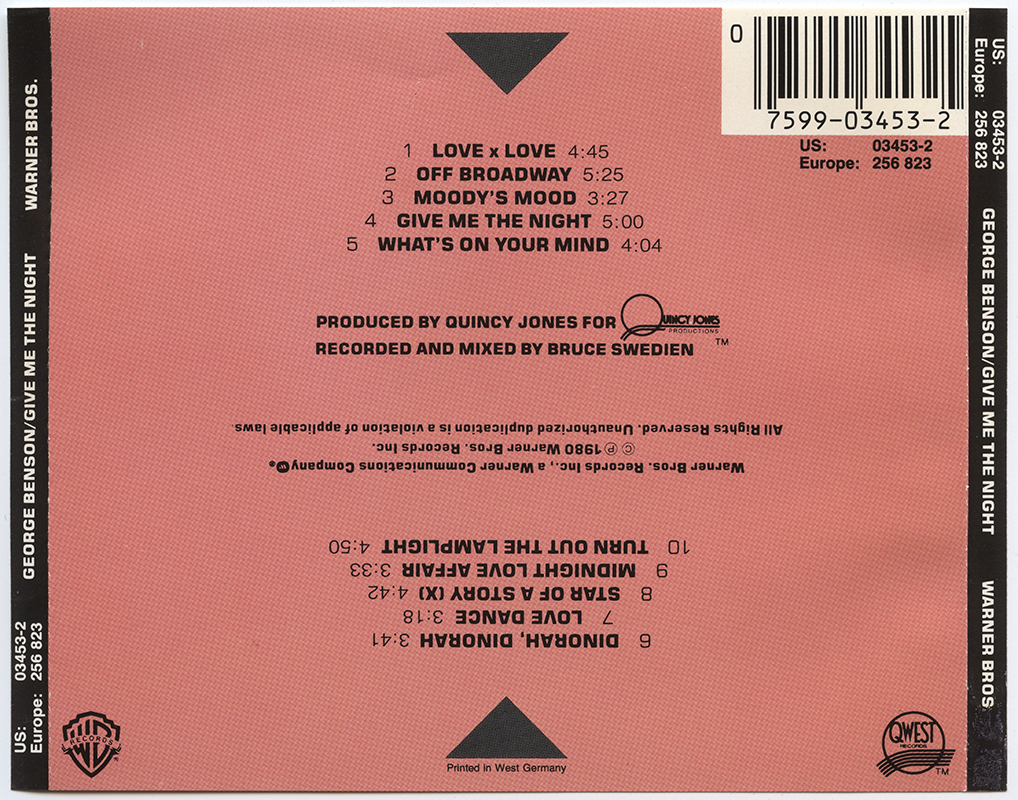 0
7599-03453-2
US: 03453-2
Europe: 256 823
1 LOVE x LOVE 4:45
2 OFF BROADWAY 5:25
3 MOODY'S MOOD 3:27
4 GIVE ME THE NIGHT 5:00
5 WHAT'S ON YOUR MIND 4:04
PRODUCED BY QUINCY JONES FOR QUINCY JONES PRODUCTIONS TM
RECORDED AND MIXED BY BRUCE SWEDIEN
6 DINORAH, DINORAH 3:41
7 LOVE DANCE 3:18
8 STAR OF A STORY (X) 4:42
9 MIDNIGHT LOVE AFFAIR 3:33
10 TURN OUT THE LAMPLIGHT 4:50
Warner Bros. Records Inc., a Warner Communications Company
© ℗ 1980 Warner Bros. Records Inc.
All Rights Reserved. Unauthorized duplication is a violation of applicable laws.
Printed in West Germany
RECORDS ®
QWEST
RECORDS
TM
US: 03453-2
Europe: 256 823
GEORGE BENSON/GIVE ME THE NIGHT
WARNER BROS.
US: 03453-2
Europe: 256 823
GEORGE BENSON/GIVE ME THE NIGHT
WARNER BROS